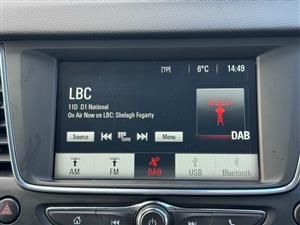 [TP] 6°C 14:49
LBC
11D D1 National
On Air Now on LBC: Shelagh Fogarty
DAB
Source Menu
AM FM DAB USB Bluetooth